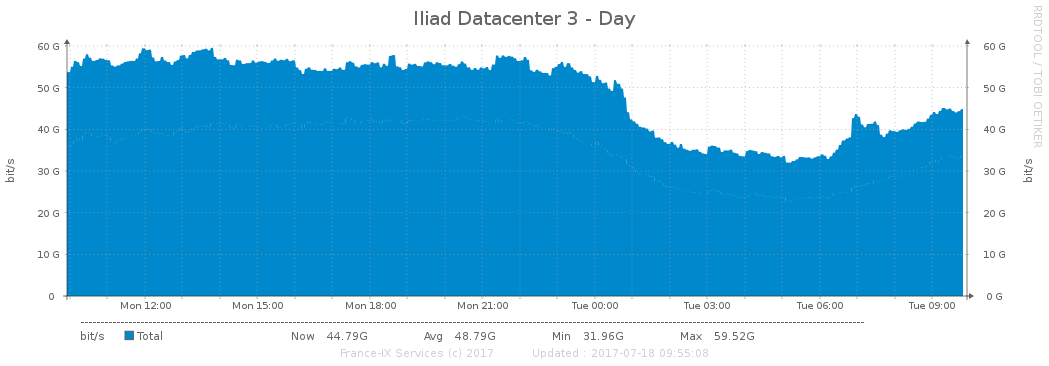 Iliad Datacenter 3 - Day
RRDTOOL / TOBI OETIKER
60 G 60 G
50 G 50 G
40 G 40 G
30 G 30 G
20 G 20 G
10 G 10 G
0 0 G
bit/s bit/s
Mon 12:00 Mon 15:00 Mon 18:00 Mon 21:00 Tue 00:00 Tue 03:00 Tue 06:00 Tue 09:00
bit/s Total Now 44.79G Avg 48.79G Min 31.96G Max 59.52G
France-IX Services (c) 2017 Updated : 2017-07-18 09:55:08